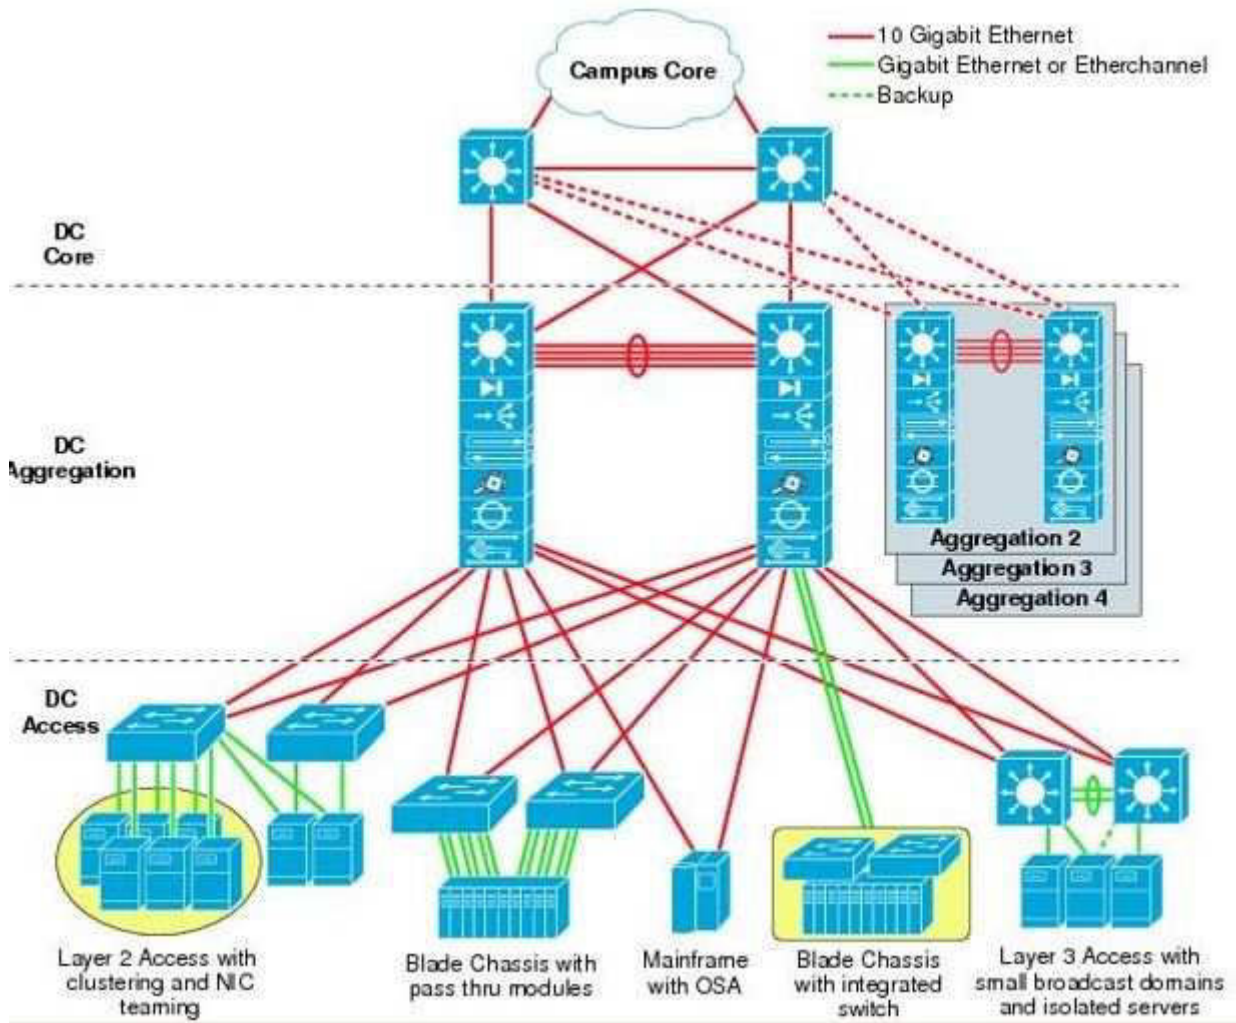 Campus Core
10 Gigabit Ethernet
Gigabit Ethernet or Etherchannel
Backup
DC
Core
DC
Aggregation
Aggregation 2
Aggregation 3
Aggregation 4
DC
Access
Layer 2 Access with
clustering and NIC
teaming
Blade Chassis with
pass thru modules
Mainframe
with OSA
Blade Chassis
with integrated
switch
Layer 3 Access with
small broadcast domains
and isolated servers